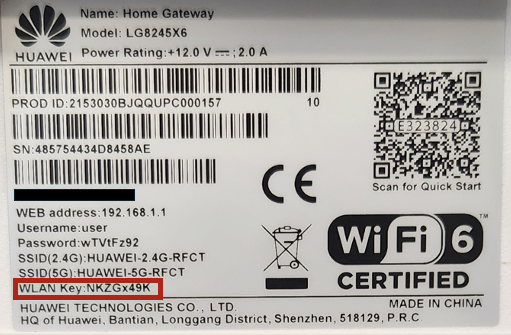 Name: Home Gateway
Model: LG8245X6
HUAWEI
Power Rating:+12.0 V ⎓; 2.0 A
PROD ID:2153030BJQQUPC000157
10
E323824
SN:485754434D8458AE
Scan for Quick Start
CE
MADE IN CHINA
WEB address:192.168.1.1
Username:user
Password:wTVtFz92
SSID(2.4G):HUAWEI-2.4G-RFCT
SSID(5G):HUAWEI-5G-RFCT
WLAN Key:NKZGx49K
WiFi 6™
CERTIFIED
HUAWEI TECHNOLOGIES CO., LTD.
HQ of Huawei, Bantian, Longgang District, Shenzhen, 518129, P.R.C.